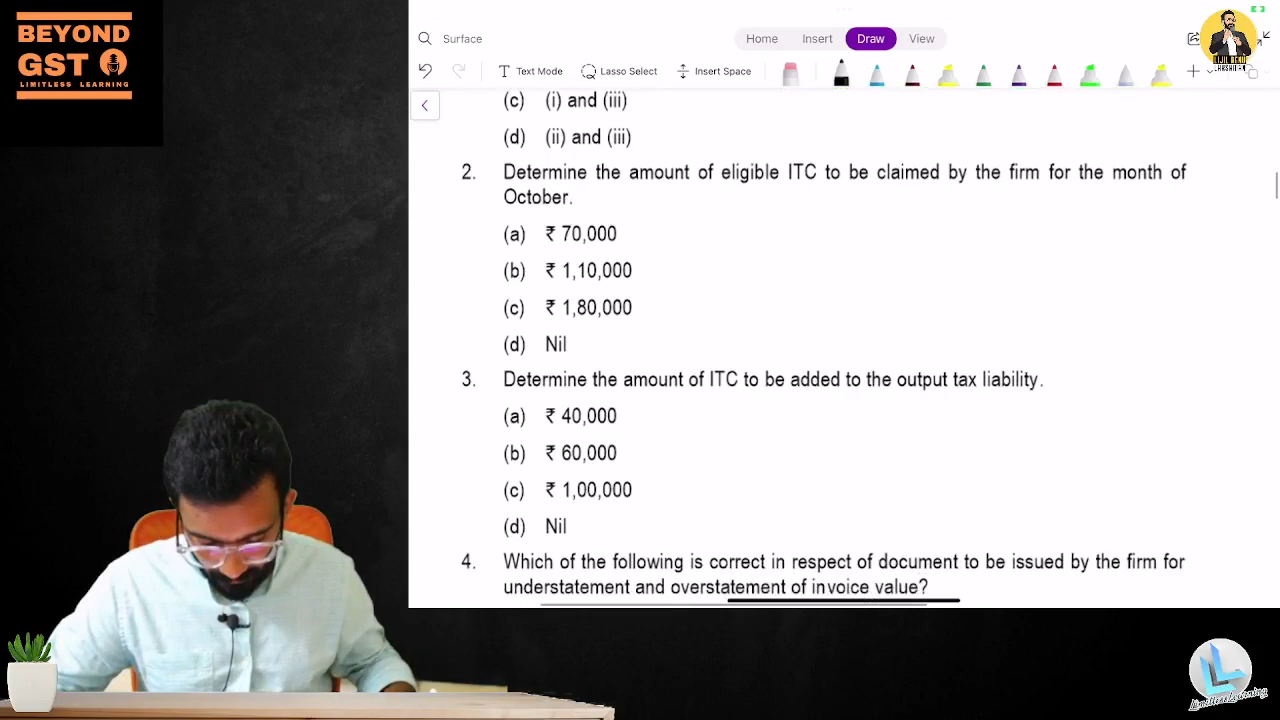 BEYOND
GST
LIMITLESS LEARNING
Surface
Home Insert Draw View
Text Mode Lasso Select Insert Space
(c) (i) and (iii)
(d) (ii) and (iii)
2. Determine the amount of eligible ITC to be claimed by the firm for the month of
October.
(a) ₹ 70,000
(b) ₹ 1,10,000
(c) ₹ 1,80,000
(d) Nil
3. Determine the amount of ITC to be added to the output tax liability.
(a) ₹ 40,000
(b) ₹ 60,000
(c) ₹ 1,00,000
(d) Nil
4. Which of the following is correct in respect of document to be issued by the firm for
understatement and overstatement of invoice value?
Limitless Learning